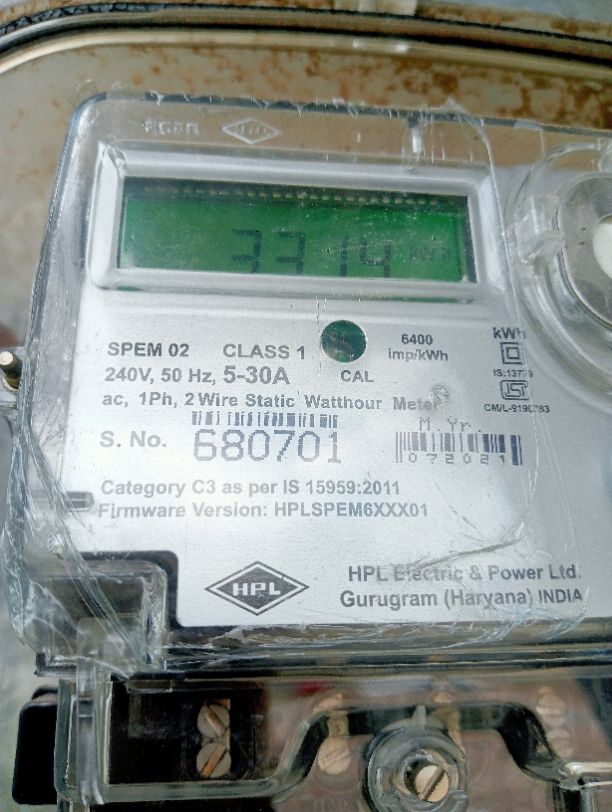 3314 kWh
SPEM 02 CLASS 1 6400 imp/kWh kWh
240V, 50 Hz, 5-30A CAL
ac, 1Ph, 2 Wire Static Watthour Meter
S. No. 680701 M.Yr. 072021
Category C3 as per IS 15959:2011
Firmware Version: HPLSPEM6XXX01
HPL
HPL Electric & Power Ltd.
Gurugram (Haryana) INDIA